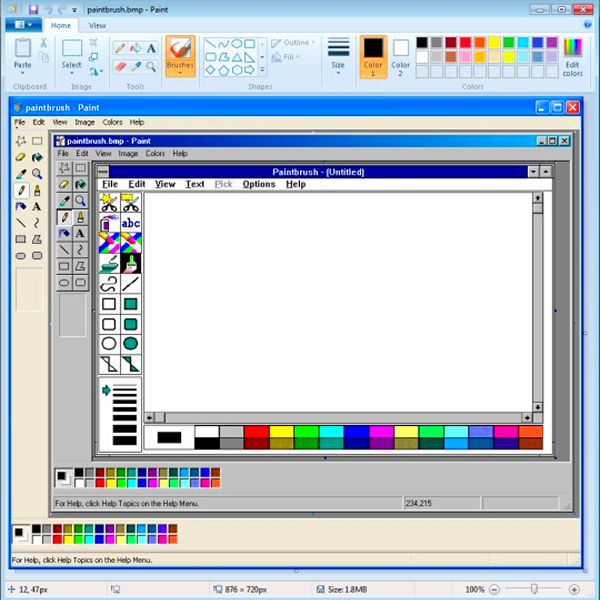 paintbrush.bmp - Paint
Home View
Paste Select Brushes Size Color 1 Color 2 Edit colors
Outline
Fill
Clipboard Image Tools Shapes Colors
paintbrush - Paint
File Edit View Image Colors Help
paintbrush.bmp - Paint
File Edit View Image Colors Help
Paintbrush - [Untitled]
File Edit View Text Pick Options Help
abc
For Help, click Help Topics on the Help Menu. 234,215
For Help, click Help Topics on the Help Menu.
12, 47px 876 × 720px Size: 1.8MB 100%